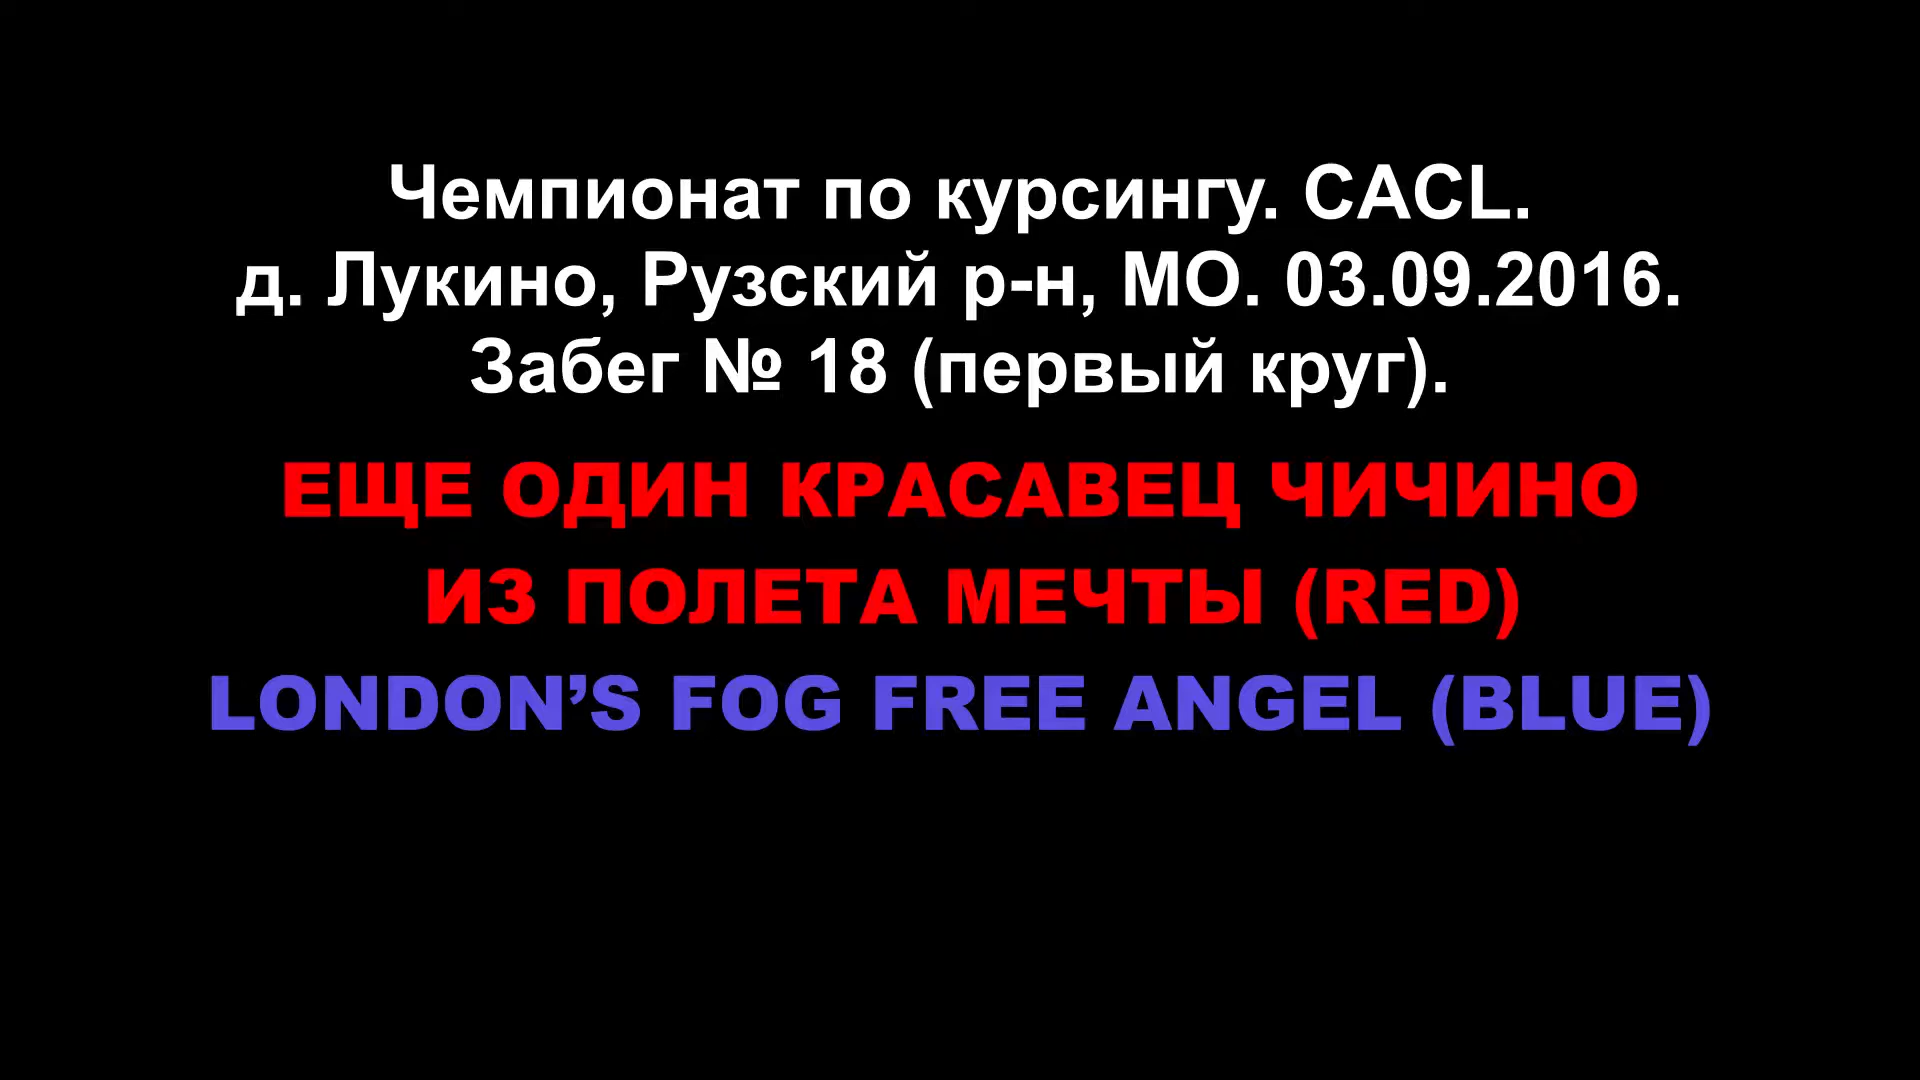 Чемпионат по курсингу. CACL.
д. Лукино, Рузский р-н, МО. 03.09.2016.
Забег № 18 (первый круг).
ЕЩЕ ОДИН КРАСАВЕЦ ЧИЧИНО
ИЗ ПОЛЕТА МЕЧТЫ (RED)
LONDON’S FOG FREE ANGEL (BLUE)